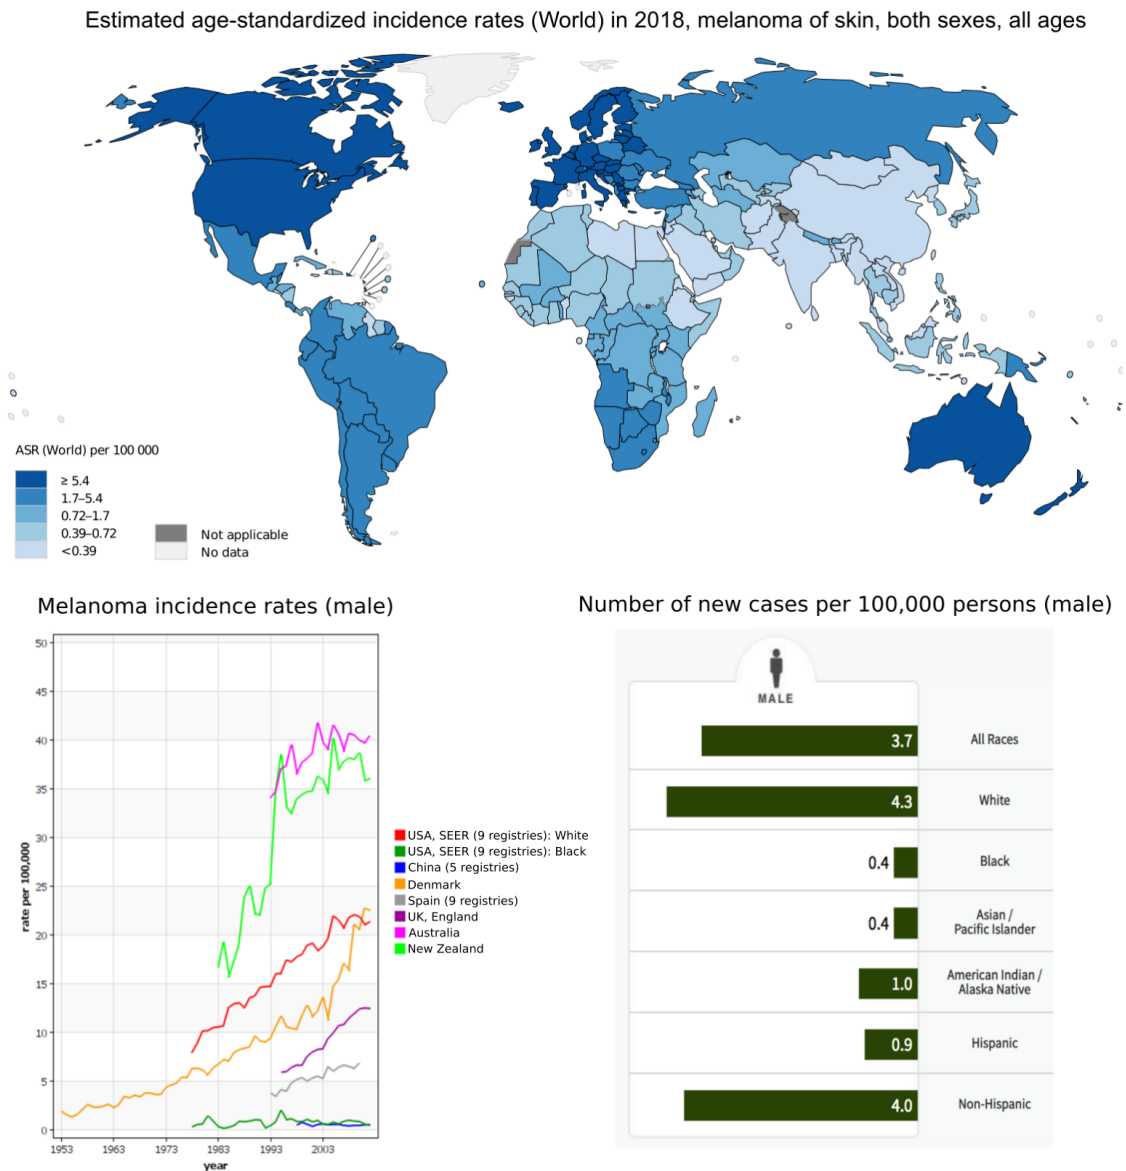 Estimated age-standardized incidence rates (World) in 2018, melanoma of skin, both sexes, all ages
ASR (World) per 100 000
≥ 5.4
1.7–5.4
0.72–1.7
0.39–0.72
<0.39
Not applicable
No data
Melanoma incidence rates (male)
50
45
40
35
30
25
20
15
10
5
0
rate per 100,000
1953
1963
1973
1983
1993
2003
year
USA, SEER (9 registries): White
USA, SEER (9 registries): Black
China (5 registries)
Denmark
Spain (9 registries)
UK, England
Australia
New Zealand
Number of new cases per 100,000 persons (male)
MALE
3.7 All Races
4.3 White
0.4 Black
0.4 Asian /
Pacific Islander
1.0 American Indian /
Alaska Native
0.9 Hispanic
4.0 Non-Hispanic